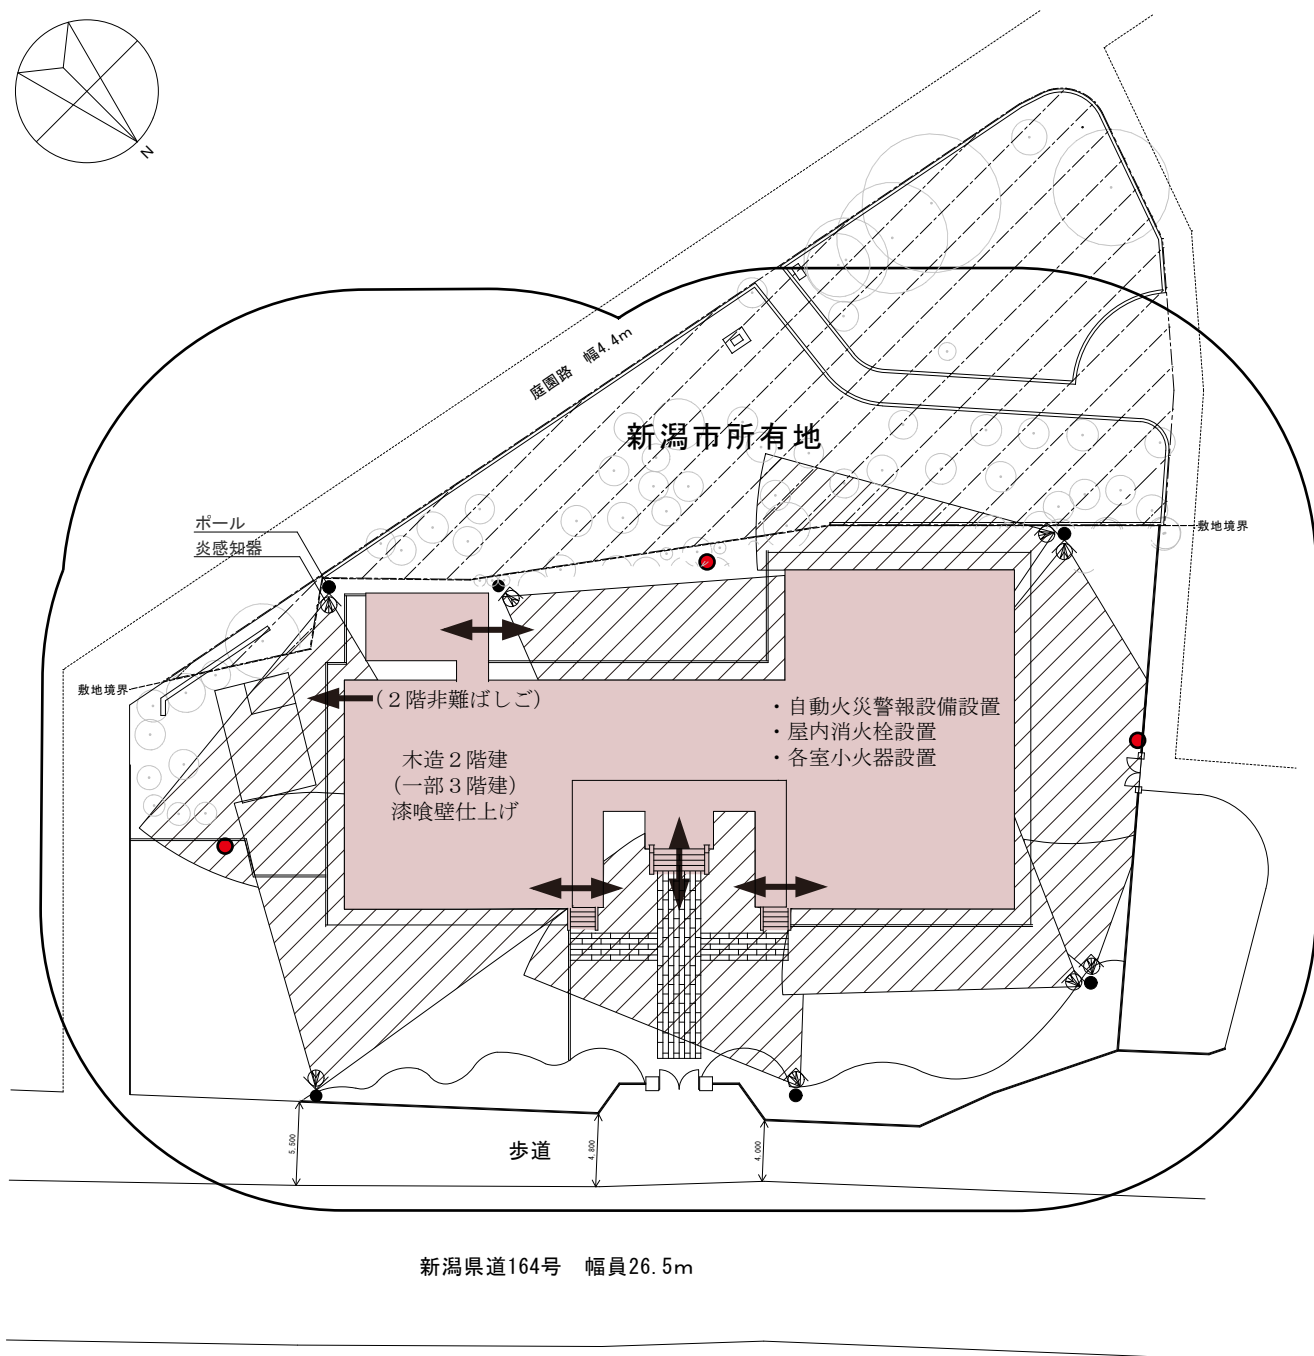 N
庭園路　幅4.4m
新潟市所有地
ポール
炎感知器
敷地境界
敷地境界
(２階非難ばしご)
・自動火災警報設備設置
・屋内消火栓設置
・各室小火器設置
木造２階建
(一部３階建)
漆喰壁仕上げ
5.500
4.800
4.000
歩道
新潟県道164号　幅員26.5m